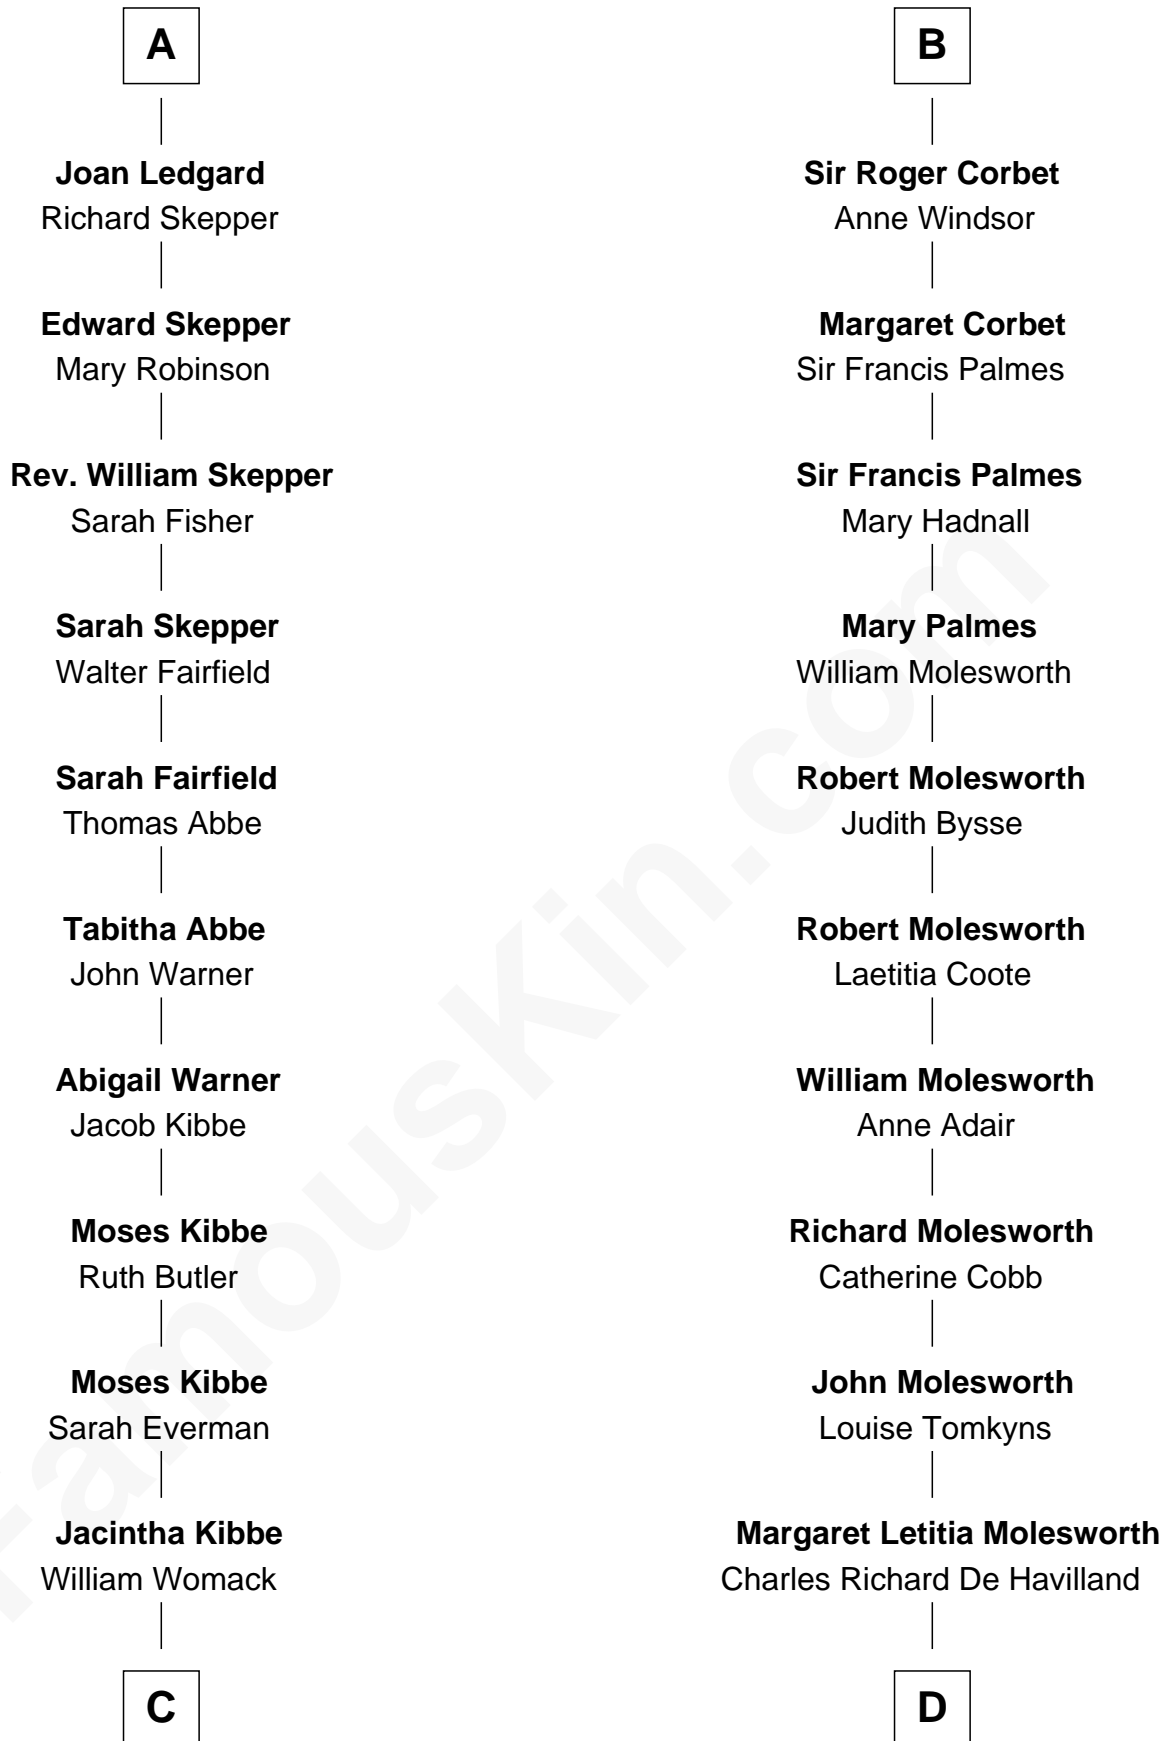 A
Joan Ledgard
Richard Skepper
Edward Skepper
Mary Robinson
Rev. William Skepper
Sarah Fisher
Sarah Skepper
Walter Fairfield
Sarah Fairfield
Thomas Abbe
Tabitha Abbe
John Warner
Abigail Warner
Jacob Kibbe
Moses Kibbe
Ruth Butler
Moses Kibbe
Sarah Everman
Jacintha Kibbe
William Womack
C
B
Sir Roger Corbet
Anne Windsor
Margaret Corbet
Sir Francis Palmes
Sir Francis Palmes
Mary Hadnall
Mary Palmes
William Molesworth
Robert Molesworth
Judith Bysse
Robert Molesworth
Laetitia Coote
William Molesworth
Anne Adair
Richard Molesworth
Catherine Cobb
John Molesworth
Louise Tomkyns
Margaret Letitia Molesworth
Charles Richard De Havilland
D
FamousKin.com